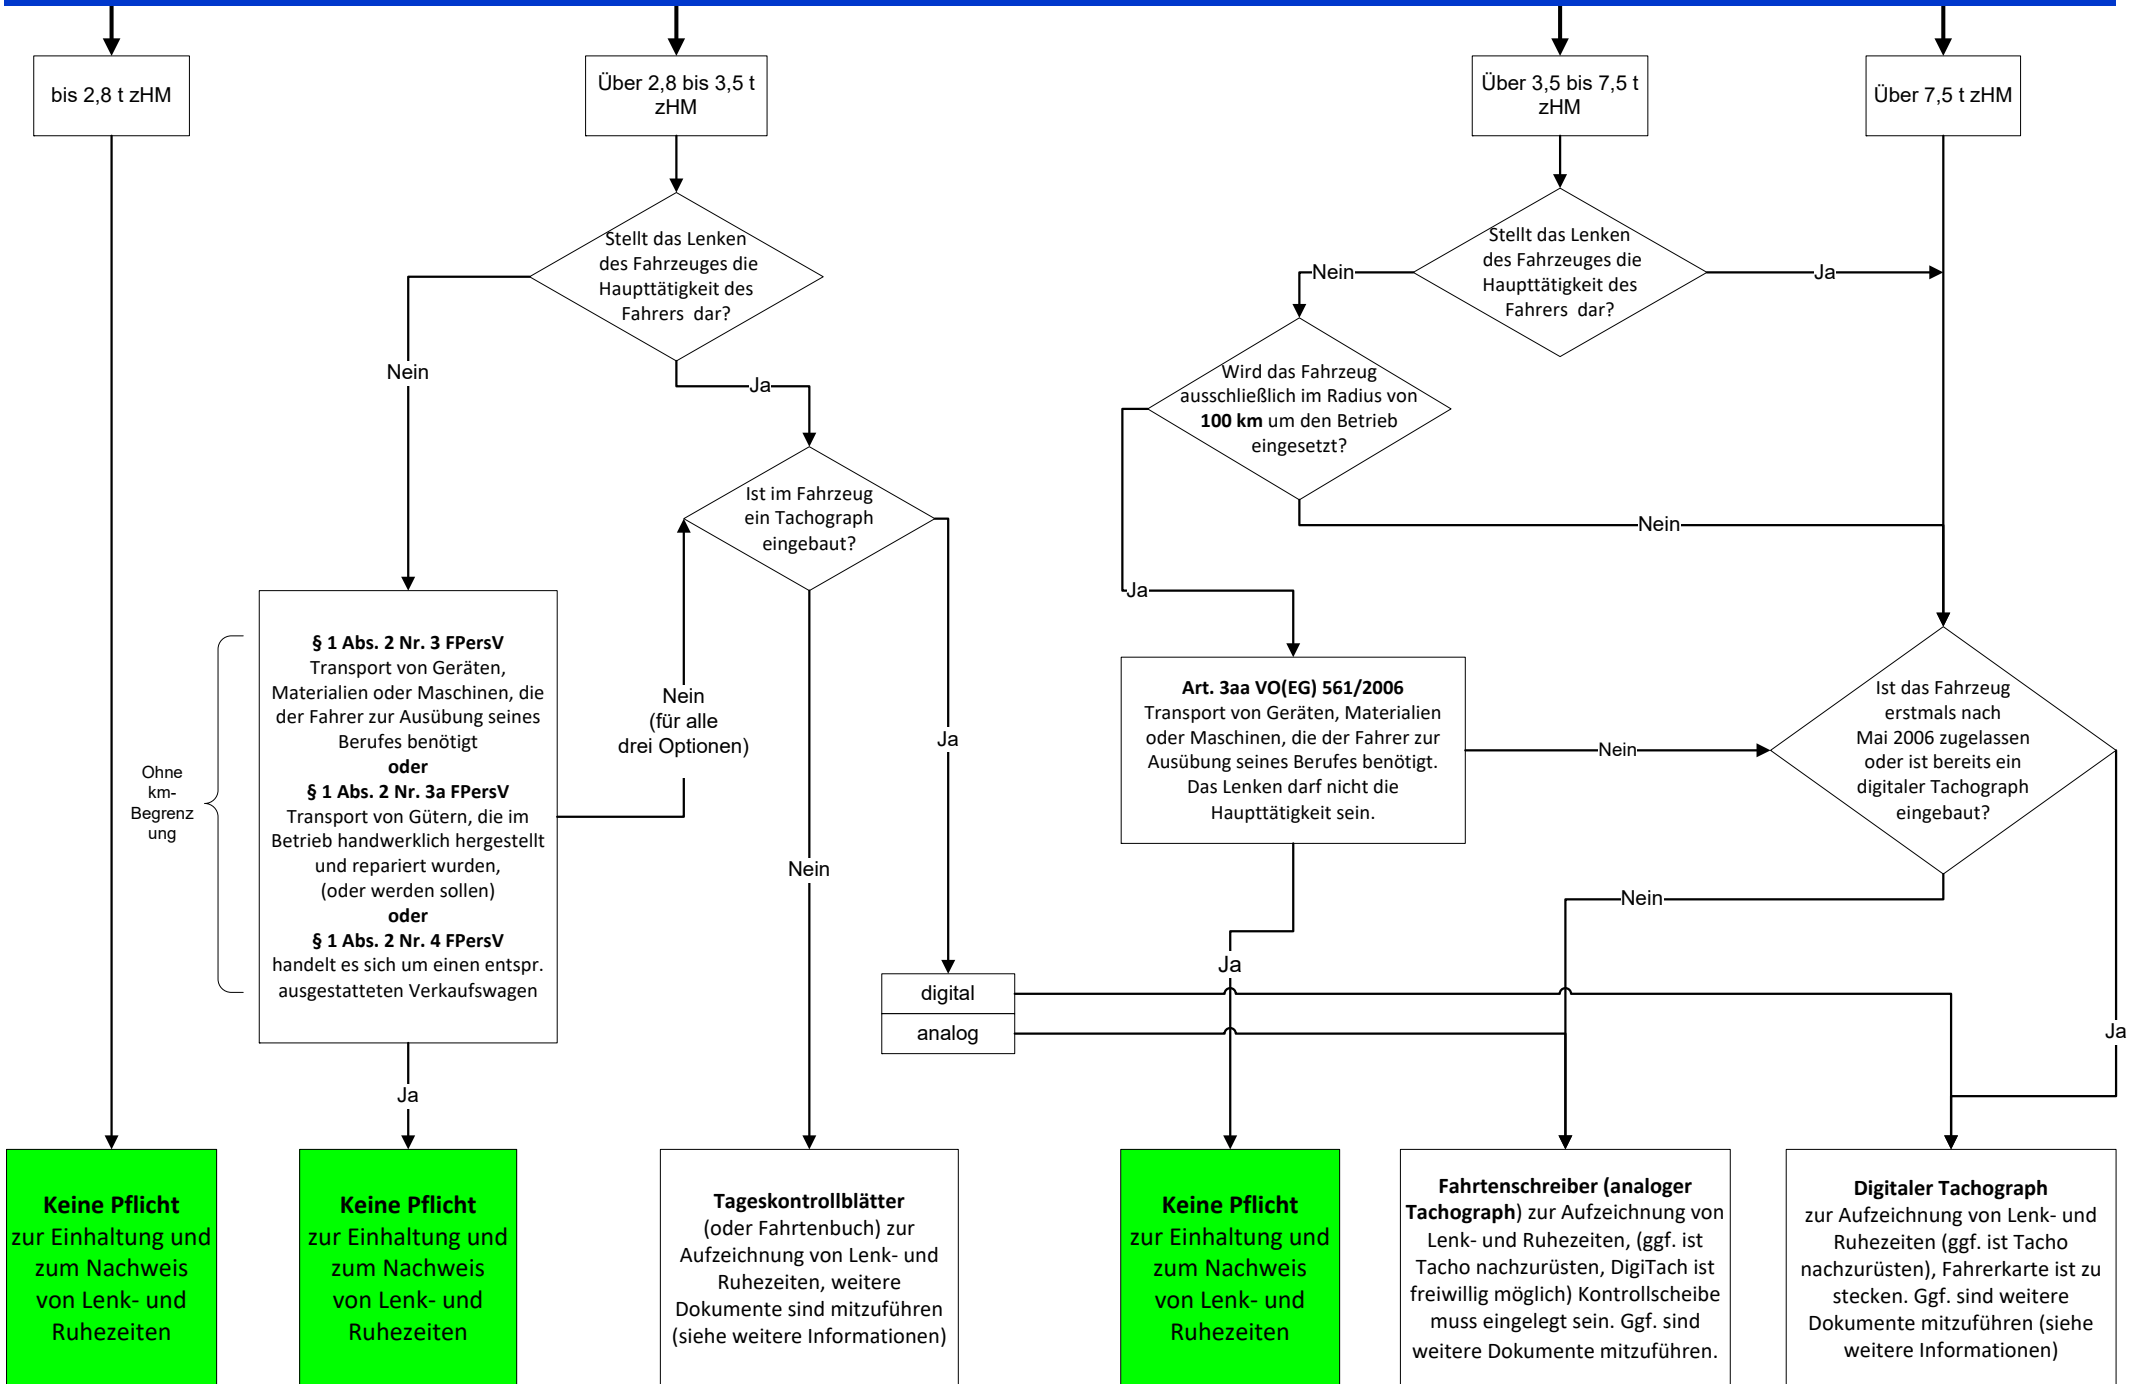 bis 2,8 t zHM
Über 2,8 bis 3,5 t
zHM
Über 3,5 bis 7,5 t
zHM
Über 7,5 t zHM
Stellt das Lenken
des Fahrzeuges die
Haupttätigkeit des
Fahrers dar?
Nein
Ja
Stellt das Lenken
des Fahrzeuges die
Haupttätigkeit des
Fahrers dar?
Nein
Ja
Wird das Fahrzeug
ausschließlich im Radius von
100 km um den Betrieb
eingesetzt?
Nein
Ja
Ist im Fahrzeug
ein Tachograph
eingebaut?
Ja
Nein
Ohne
km-
Begrenz
ung
§ 1 Abs. 2 Nr. 3 FPersV
Transport von Geräten,
Materialien oder Maschinen, die
der Fahrer zur Ausübung seines
Berufes benötigt
oder
§ 1 Abs. 2 Nr. 3a FPersV
Transport von Gütern, die im
Betrieb handwerklich hergestellt
und repariert wurden,
(oder werden sollen)
oder
§ 1 Abs. 2 Nr. 4 FPersV
handelt es sich um einen entspr.
ausgestatteten Verkaufswagen
Nein
(für alle
drei Optionen)
Ja
Art. 3aa VO(EG) 561/2006
Transport von Geräten, Materialien
oder Maschinen, die der Fahrer zur
Ausübung seines Berufes benötigt.
Das Lenken darf nicht die
Haupttätigkeit sein.
Nein
Ja
Ist das Fahrzeug
erstmals nach
Mai 2006 zugelassen
oder ist bereits ein
digitaler Tachograph
eingebaut?
Nein
Ja
digital
analog
Keine Pflicht
zur Einhaltung und
zum Nachweis
von Lenk- und
Ruhezeiten
Keine Pflicht
zur Einhaltung und
zum Nachweis
von Lenk- und
Ruhezeiten
Tageskontrollblätter
(oder Fahrtenbuch) zur
Aufzeichnung von Lenk- und
Ruhezeiten, weitere
Dokumente sind mitzuführen
(siehe weitere Informationen)
Keine Pflicht
zur Einhaltung und
zum Nachweis
von Lenk- und
Ruhezeiten
Fahrtenschreiber (analoger
Tachograph) zur Aufzeichnung von
Lenk- und Ruhezeiten, (ggf. ist
Tacho nachzurüsten, DigiTach ist
freiwillig möglich) Kontrollscheibe
muss eingelegt sein. Ggf. sind
weitere Dokumente mitzuführen.
Digitaler Tachograph
zur Aufzeichnung von Lenk- und
Ruhezeiten (ggf. ist Tacho
nachzurüsten), Fahrerkarte ist zu
stecken. Ggf. sind weitere
Dokumente mitzuführen (siehe
weitere Informationen)